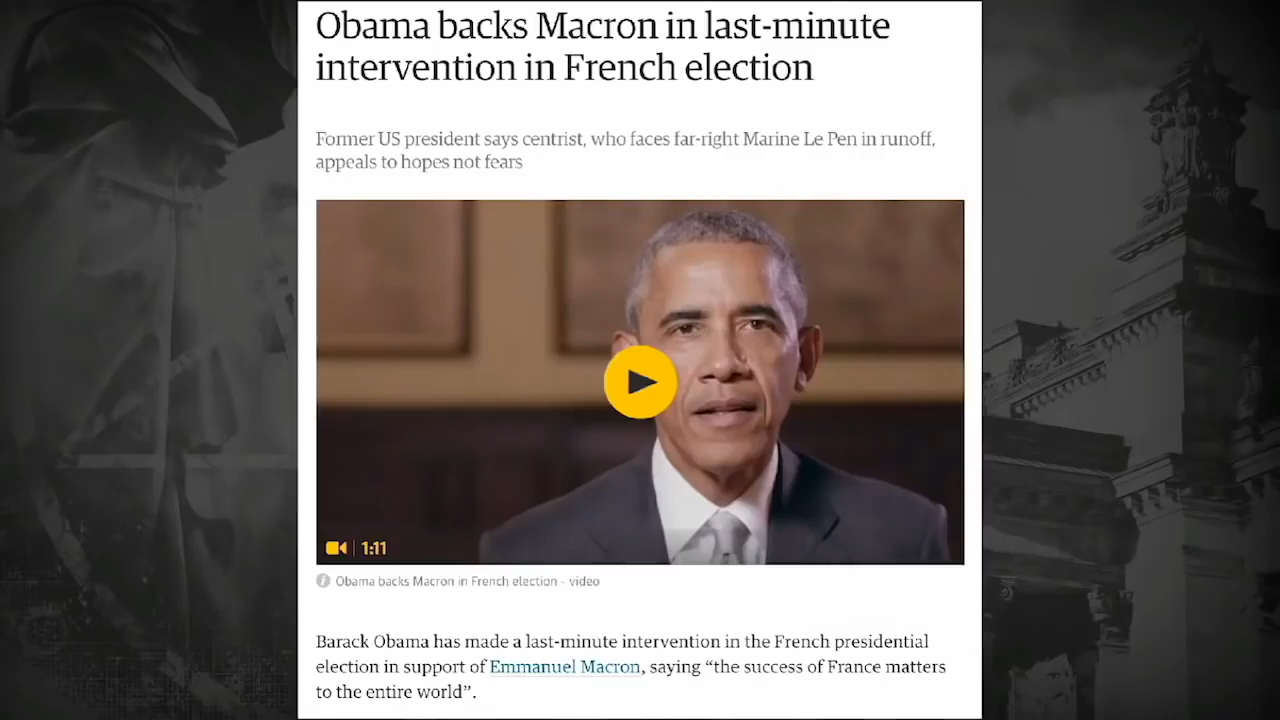 Obama backs Macron in last-minute
intervention in French election
Former US president says centrist, who faces far-right Marine Le Pen in runoff,
appeals to hopes not fears
1:11
Obama backs Macron in French election - video
Barack Obama has made a last-minute intervention in the French presidential
election in support of Emmanuel Macron, saying “the success of France matters
to the entire world”.